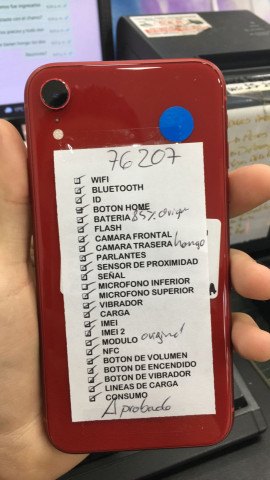 76207
WIFI
BLUETOOTH
ID
BOTON HOME
BATERIA 85% Origin
FLASH
CAMARA FRONTAL
CAMARA TRASERA hongo
PARLANTES
SENSOR DE PROXIMIDAD
SEÑAL
MICROFONO INFERIOR
MICROFONO SUPERIOR
VIBRADOR
CARGA
IMEI
IMEI 2
MODULO original
NFC
BOTON DE VOLUMEN
BOTON DE ENCENDIDO
BOTON DE VIBRADOR
LINEAS DE CARGA
CONSUMO
Aprobado
A